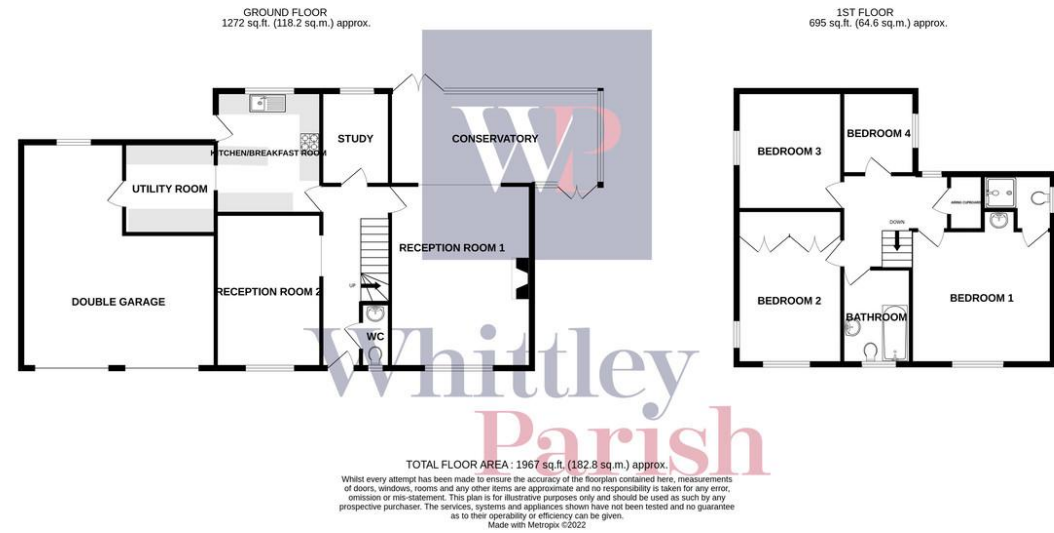 GROUND FLOOR
1272 sq.ft. (118.2 sq.m.) approx.
1ST FLOOR
695 sq.ft. (64.6 sq.m.) approx.
WP
STUDY
CONSERVATORY
KITCHEN/BREAKFAST ROOM
UTILITY ROOM
RECEPTION ROOM 1
UP
DOUBLE GARAGE
RECEPTION ROOM 2
WC
BEDROOM 4
BEDROOM 3
AIRING CUPBOARD
DOWN
BEDROOM 2
BEDROOM 1
BATHROOM
Whittley
Parish
TOTAL FLOOR AREA : 1967 sq.ft. (182.8 sq.m.) approx.
Whilst every attempt has been made to ensure the accuracy of the floorplan contained here, measurements
of doors, windows, rooms and any other items are approximate and no responsibility is taken for any error,
omission or mis-statement. This plan is for illustrative purposes only and should be used as such by any
prospective purchaser. The services, systems and appliances shown have not been tested and no guarantee
as to their operability or efficiency can be given.
Made with Metropix ©2022